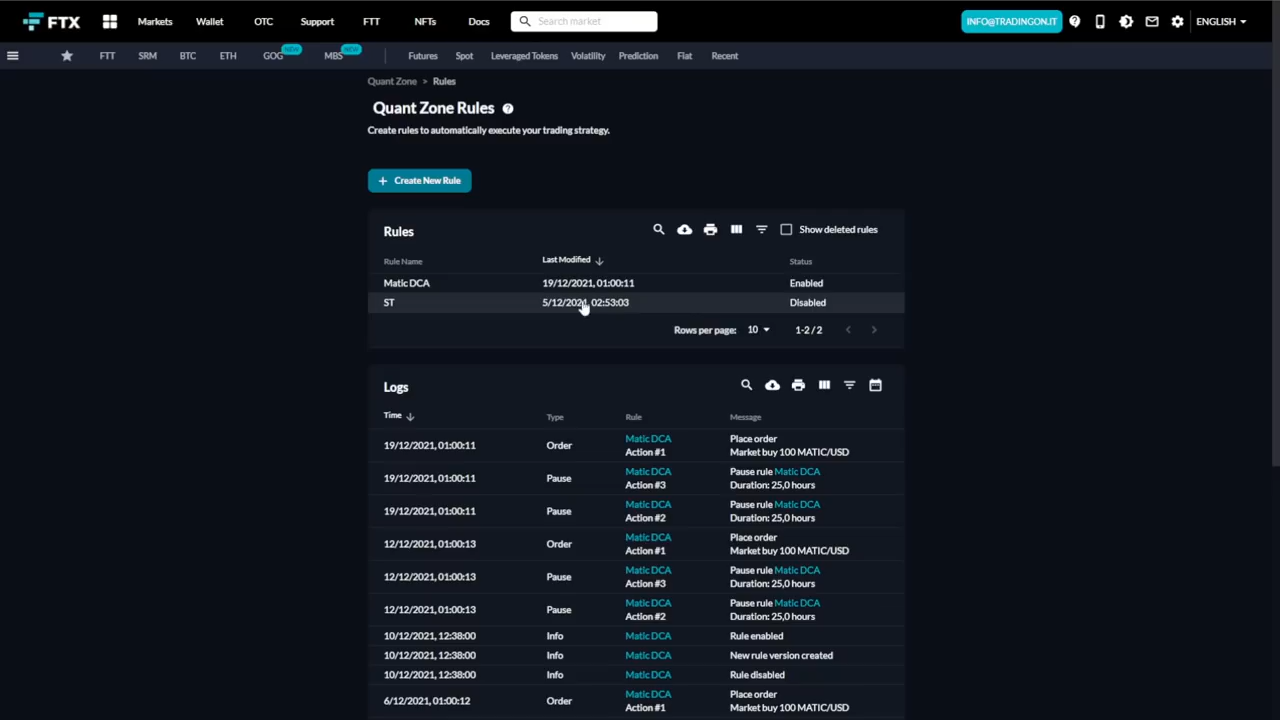 FTX Markets Wallet OTC Support FTT NFTs Docs Search market INFO@TRADINGON.IT ENGLISH
FTT SRM BTC ETH GOG NEW MBS NEW Futures Spot Leveraged Tokens Volatility Prediction Fiat Recent
Quant Zone > Rules
Quant Zone Rules ?
Create rules to automatically execute your trading strategy.
+ Create New Rule
Rules Show deleted rules
Rule Name Last Modified ↓ Status
Matic DCA 19/12/2021, 01:00:11 Enabled
ST 5/12/2021, 02:53:03 Disabled
Rows per page: 10 1-2 / 2
Logs
Time ↓ Type Rule Message
19/12/2021, 01:00:11 Order Matic DCA Place order
Action #1 Market buy 100 MATIC/USD
19/12/2021, 01:00:11 Pause Matic DCA Pause rule Matic DCA
Action #3 Duration: 25,0 hours
19/12/2021, 01:00:11 Pause Matic DCA Pause rule Matic DCA
Action #2 Duration: 25,0 hours
12/12/2021, 01:00:13 Order Matic DCA Place order
Action #1 Market buy 100 MATIC/USD
12/12/2021, 01:00:13 Pause Matic DCA Pause rule Matic DCA
Action #3 Duration: 25,0 hours
12/12/2021, 01:00:13 Pause Matic DCA Pause rule Matic DCA
Action #2 Duration: 25,0 hours
10/12/2021, 12:38:00 Info Matic DCA Rule enabled
10/12/2021, 12:38:00 Info Matic DCA New rule version created
10/12/2021, 12:38:00 Info Matic DCA Rule disabled
6/12/2021, 01:00:12 Order Matic DCA Place order
Action #1 Market buy 100 MATIC/USD